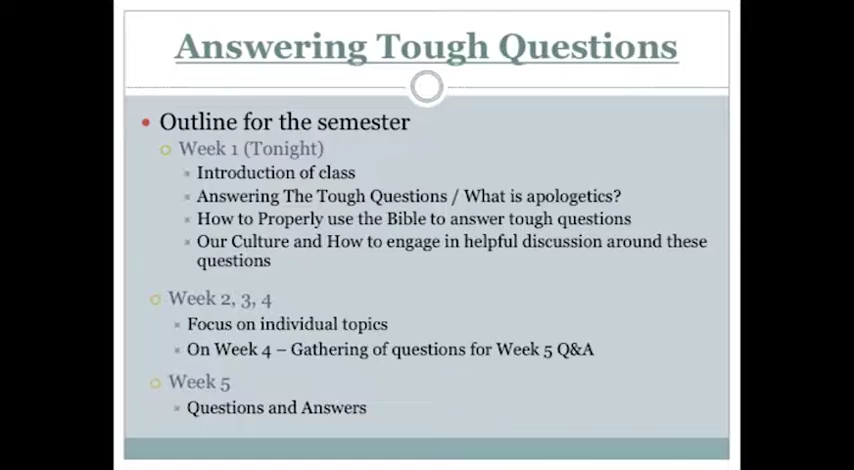 Answering Tough Questions
Outline for the semester
Week 1 (Tonight)
Introduction of class
Answering The Tough Questions / What is apologetics?
How to Properly use the Bible to answer tough questions
Our Culture and How to engage in helpful discussion around these
questions
Week 2, 3, 4
Focus on individual topics
On Week 4 – Gathering of questions for Week 5 Q&A
Week 5
Questions and Answers